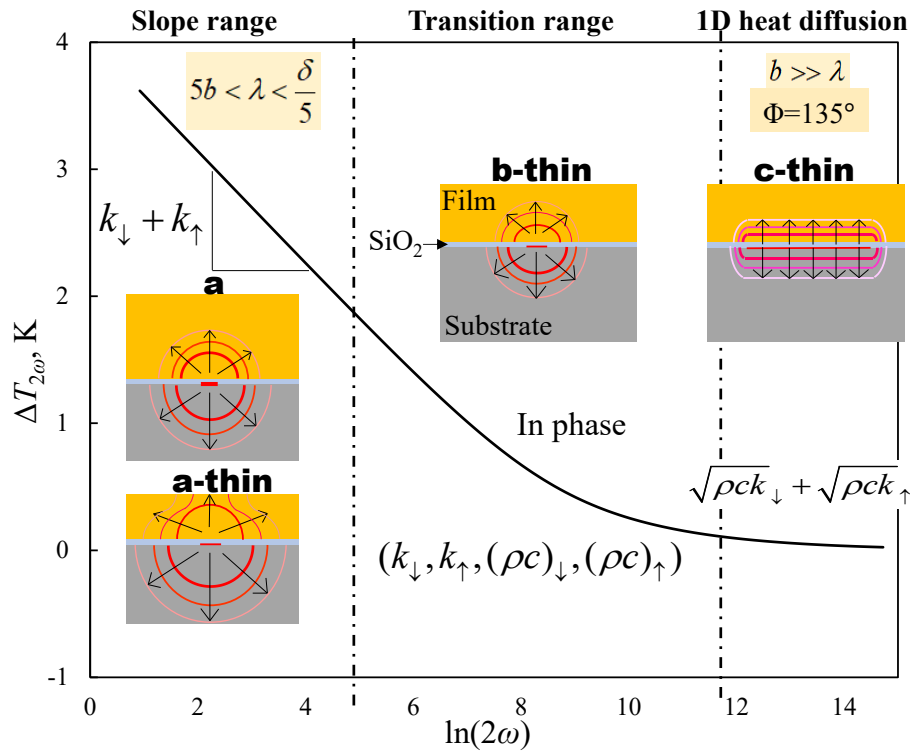 Slope range
Transition range
1D heat diffusion
4
3
2
1
0
-1
ΔT₂ω, K
5b < λ < δ/5
b >> λ
Φ=135°
k↓ + k↑
a
a-thin
b-thin
Film
SiO₂
Substrate
c-thin
In phase
√ρck↓ + √ρck↑
(k↓, k↑, (ρc)↓, (ρc)↑)
0
2
4
6
8
10
12
14
ln(2ω)